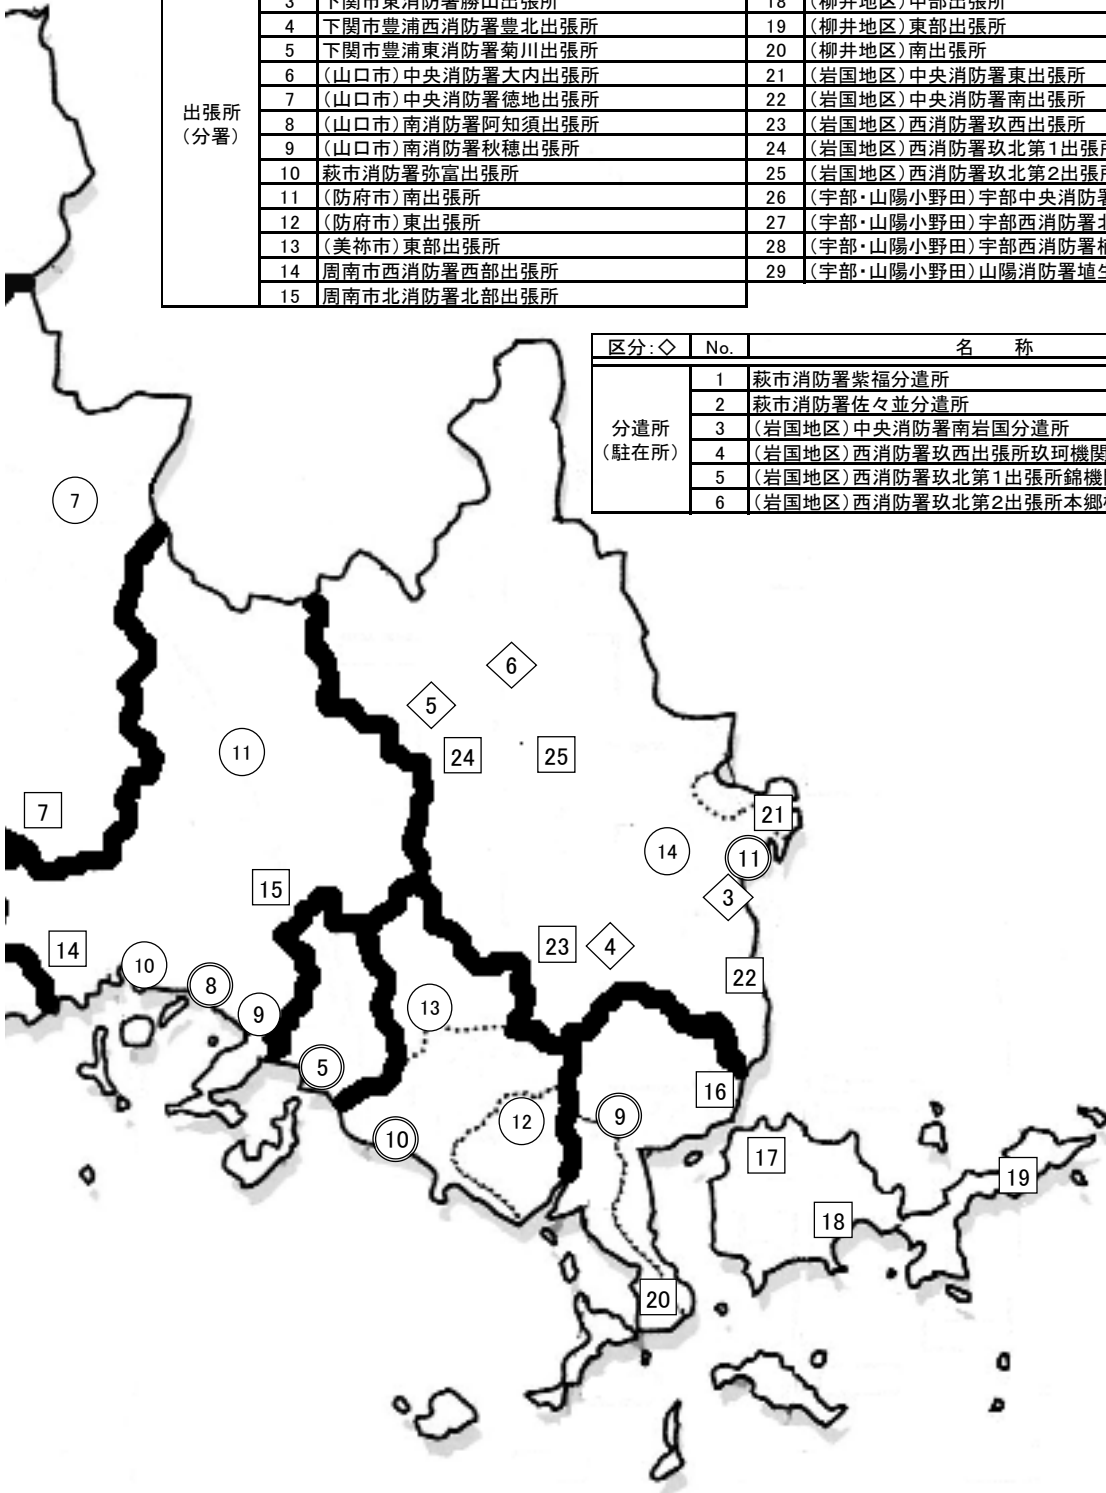 3 下関市東消防署勝山出張所 18 (柳井地区)中部出張所
4 下関市豊浦西消防署豊北出張所 19 (柳井地区)東部出張所
5 下関市豊浦東消防署菊川出張所 20 (柳井地区)南出張所
6 (山口市)中央消防署大内出張所 21 (岩国地区)中央消防署東出張所
出張所
(分署)
7 (山口市)中央消防署徳地出張所 22 (岩国地区)中央消防署南出張所
8 (山口市)南消防署阿知須出張所 23 (岩国地区)西消防署玖西出張所
9 (山口市)南消防署秋穂出張所 24 (岩国地区)西消防署玖北第1出張所
10 萩市消防署弥富出張所 25 (岩国地区)西消防署玖北第2出張所
11 (防府市)南出張所 26 (宇部・山陽小野田)宇部中央消防署
12 (防府市)東出張所 27 (宇部・山陽小野田)宇部西消防署北
13 (美祢市)東部出張所 28 (宇部・山陽小野田)宇部西消防署
14 周南市西消防署西部出張所 29 (宇部・山陽小野田)山陽消防署埴生
15 周南市北消防署北部出張所
区分:◇ No. 名 称
分遣所
(駐在所)
1 萩市消防署紫福分遣所
2 萩市消防署佐々並分遣所
3 (岩国地区)中央消防署南岩国分遣所
4 (岩国地区)西消防署玖西出張所玖珂機関
5 (岩国地区)西消防署玖北第1出張所錦機
6 (岩国地区)西消防署玖北第2出張所本郷
7
6
5
11
24
25
7
21
14
11
15
3
14
10
23
4
8
22
13
9
5
16
12
9
10
17
19
18
20